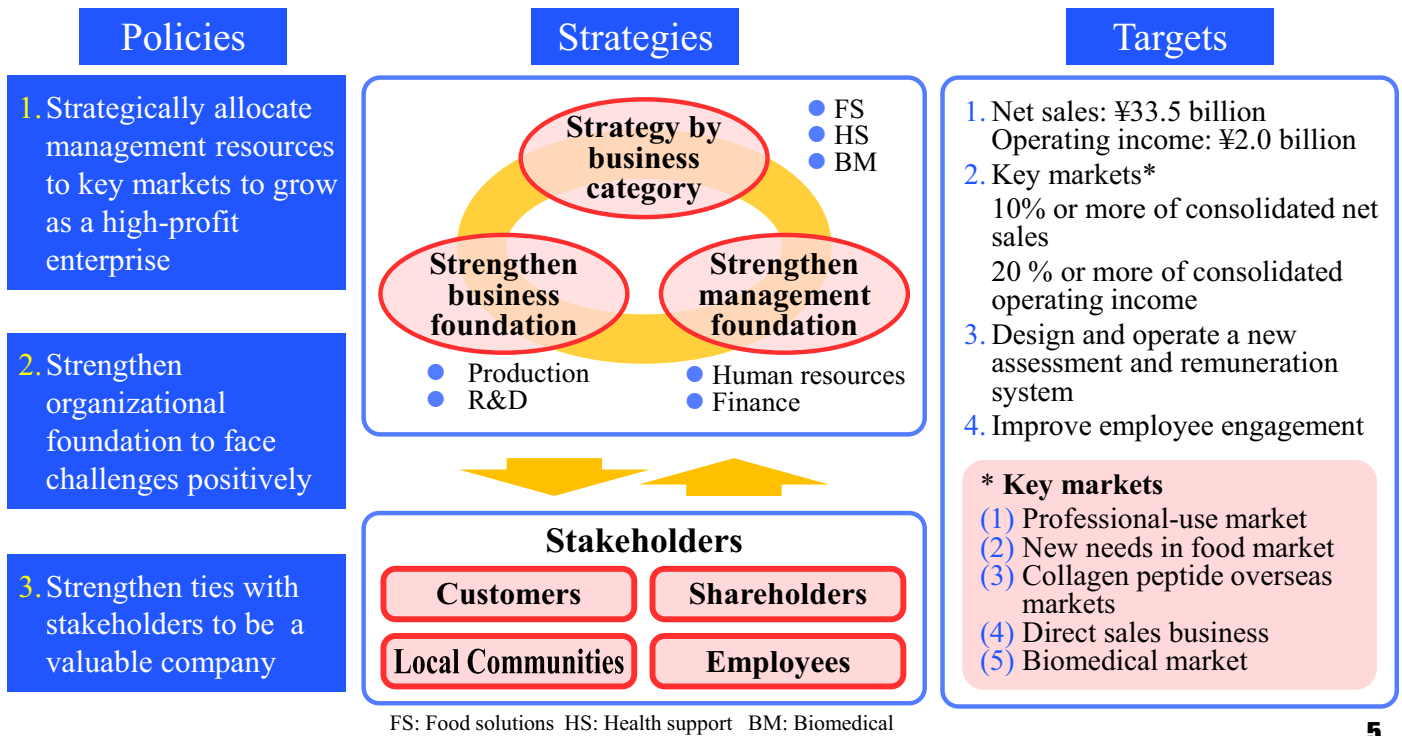 Policies
1. Strategically allocate
management resources
to key markets to grow
as a high-profit
enterprise
2. Strengthen
organizational
foundation to face
challenges positively
3. Strengthen ties with
stakeholders to be a
valuable company
Strategies
Strategy by
business
category
● FS
● HS
● BM
Strengthen
business
foundation
● Production
● R&D
Strengthen
management
foundation
● Human resources
● Finance
Stakeholders
Customers
Shareholders
Local Communities
Employees
FS: Food solutions HS: Health support BM: Biomedical
Targets
1. Net sales: ¥33.5 billion
Operating income: ¥2.0 billion
2. Key markets*
10% or more of consolidated net
sales
20 % or more of consolidated
operating income
3. Design and operate a new
assessment and remuneration
system
4. Improve employee engagement
* Key markets
(1) Professional-use market
(2) New needs in food market
(3) Collagen peptide overseas
markets
(4) Direct sales business
(5) Biomedical market
5